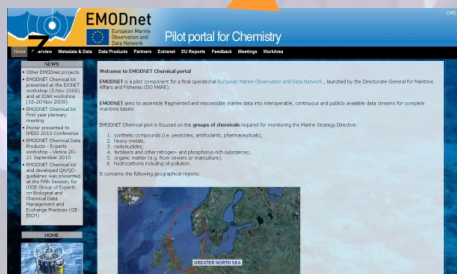 CMS
EMODnet
European Marine
Observation and
Data Network
Pilot portal for Chemistry
Home
Metadata & Data
Data Products
Partners
Extranet
EU Reports
Feedback
Meetings
WorkArea
NEWS
• Other EMODnet projects
• EMODNET Chemical lot
presented at the EIONET
workshop (5 Nov 2009)
and at IGAN workshop
(16-20 Nov 2009)
• EMODNET Chemical lot
First year plenary
meeting
• Poster presented to
IMDIS 2010 Conference
• EMODNET Chemical Data
Products - Experts
workshop - Venice 20-
21 September 2010
• EMODNET Chemical lot
and developed QA/QC
guidelines was presented
at the Fifth Session, for
IODE Group of Experts
on Biological and
Chemical Data
Management and
Exchange Practices (GE-
BICH)
HOME
Welcome to EMODNET Chemical portal
EMODNET is a pilot component for a final operational European Marine Observation and Data Network , launched by the Directorate-General for Maritime
Affairs and Fisheries (DG MARE).
EMODNET aims to assemble fragmented and inaccessible marine data into interoperable, continuous and publicly available data streams for complete
maritime basins.
EMODNET Chemical pilot is focused on the groups of chemicals required for monitoring the Marine Strategy Directive:
1. synthetic compounds (i.e. pesticides, antifoulants, pharmaceuticals),
2. heavy metals,
3. radionuclides,
4. fertilisers and other nitrogen- and phosphorus-rich substances;
5. organic matter (e.g. from sewers or mariculture),
6. hydrocarbons including oil pollution.
It concerns the following geographical regions:
GREATER NORTH SEA